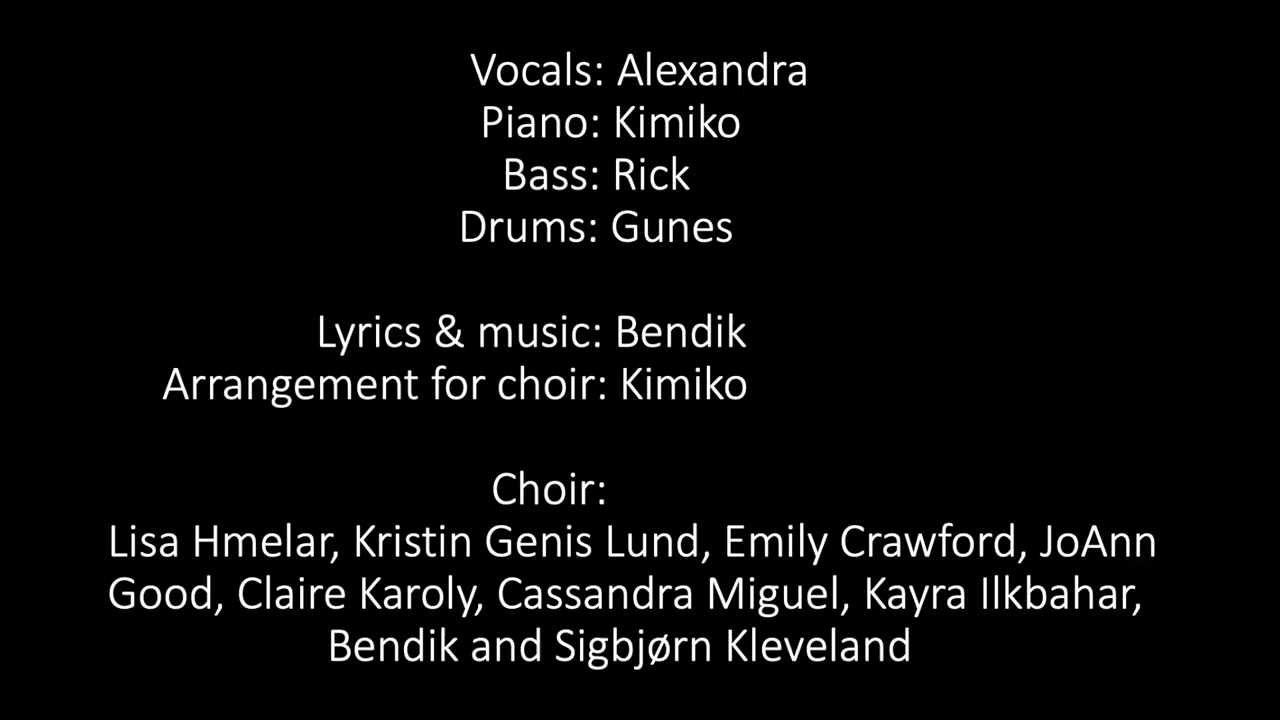 Vocals: Alexandra
Piano: Kimiko
Bass: Rick
Drums: Gunes
Lyrics & music: Bendik
Arrangement for choir: Kimiko
Choir:
Lisa Hmelar, Kristin Genis Lund, Emily Crawford, JoAnn
Good, Claire Karoly, Cassandra Miguel, Kayra Ilkbahar,
Bendik and Sigbjørn Kleveland